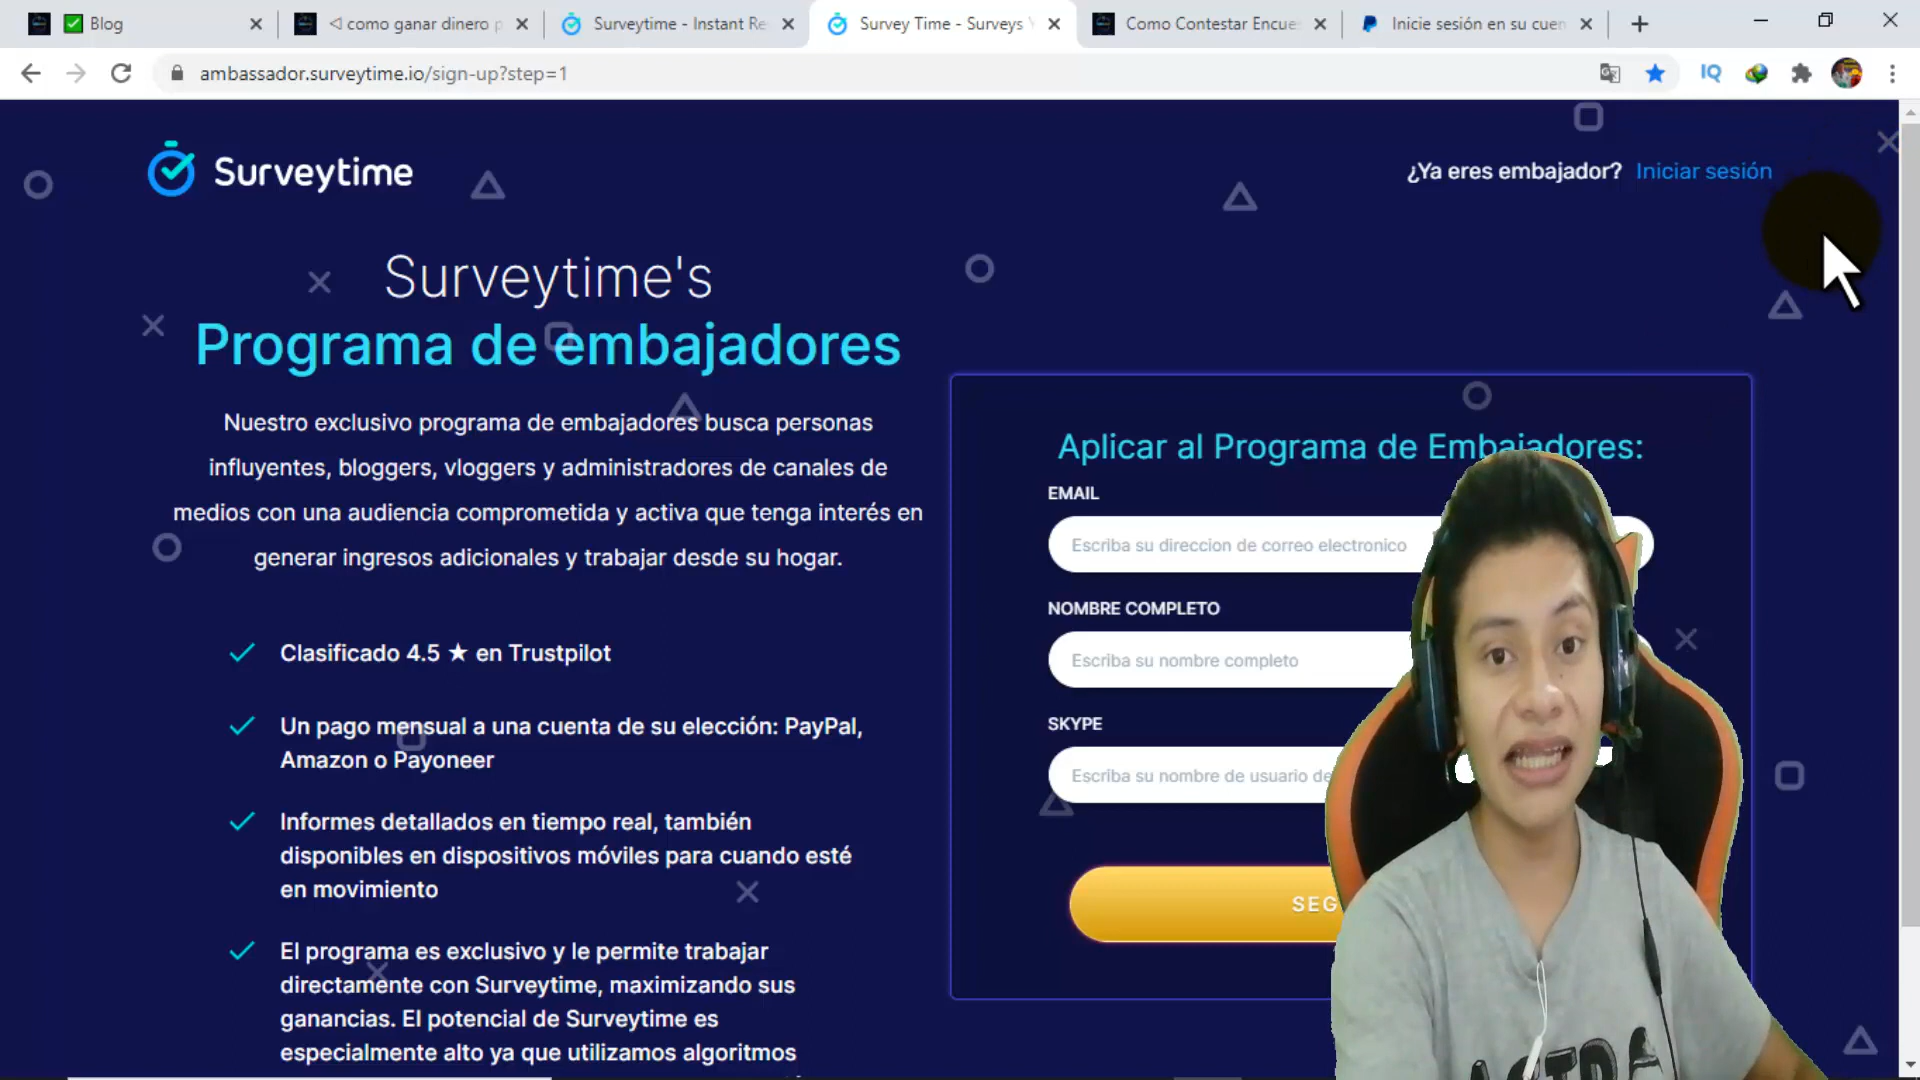 Blog
como ganar dinero p
Surveytime - Instant Re
Survey Time - Surveys
Como Contestar Encue
Inicie sesión en su cuen
ambassador.surveytime.io/sign-up?step=1
IQ
Surveytime
¿Ya eres embajador? Iniciar sesión
Surveytime's
Programa de embajadores
Nuestro exclusivo programa de embajadores busca personas
influyentes, bloggers, vloggers y administradores de canales de
medios con una audiencia comprometida y activa que tenga interés en
generar ingresos adicionales y trabajar desde su hogar.
Clasificado 4.5 ★ en Trustpilot
Un pago mensual a una cuenta de su elección: PayPal,
Amazon o Payoneer
Informes detallados en tiempo real, también
disponibles en dispositivos móviles para cuando esté
en movimiento
El programa es exclusivo y le permite trabajar
directamente con Surveytime, maximizando sus
ganancias. El potencial de Surveytime es
especialmente alto ya que utilizamos algoritmos
Aplicar al Programa de Embajadores:
EMAIL
Escriba su direccion de correo electronico
NOMBRE COMPLETO
Escriba su nombre completo
SKYPE
Escriba su nombre de usuario de
SEG